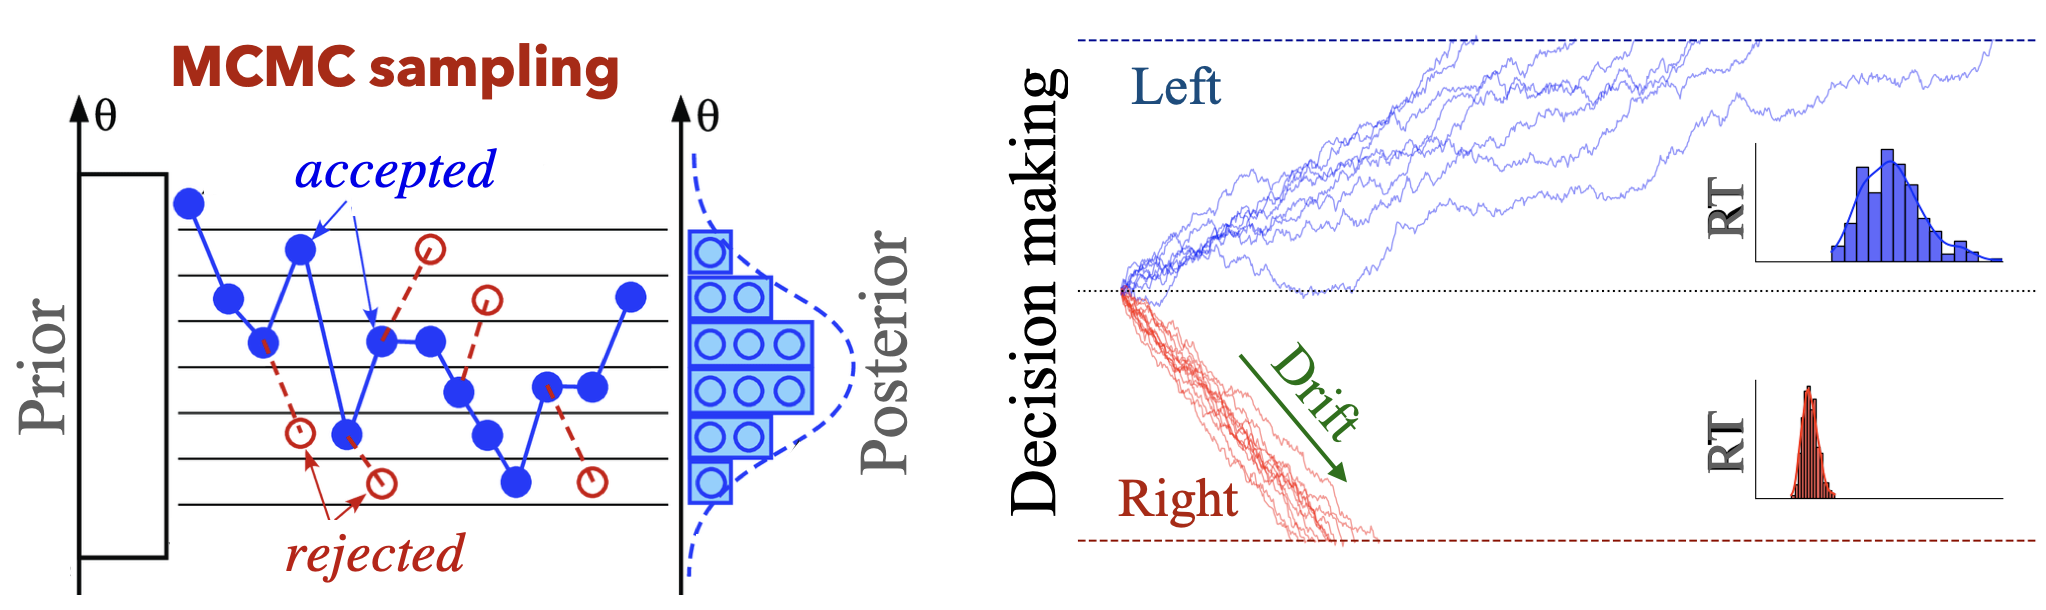 MCMC sampling
θ
θ
accepted
Prior
rejected
Posterior
Decision making
Left
RT
Drift
Right
RT